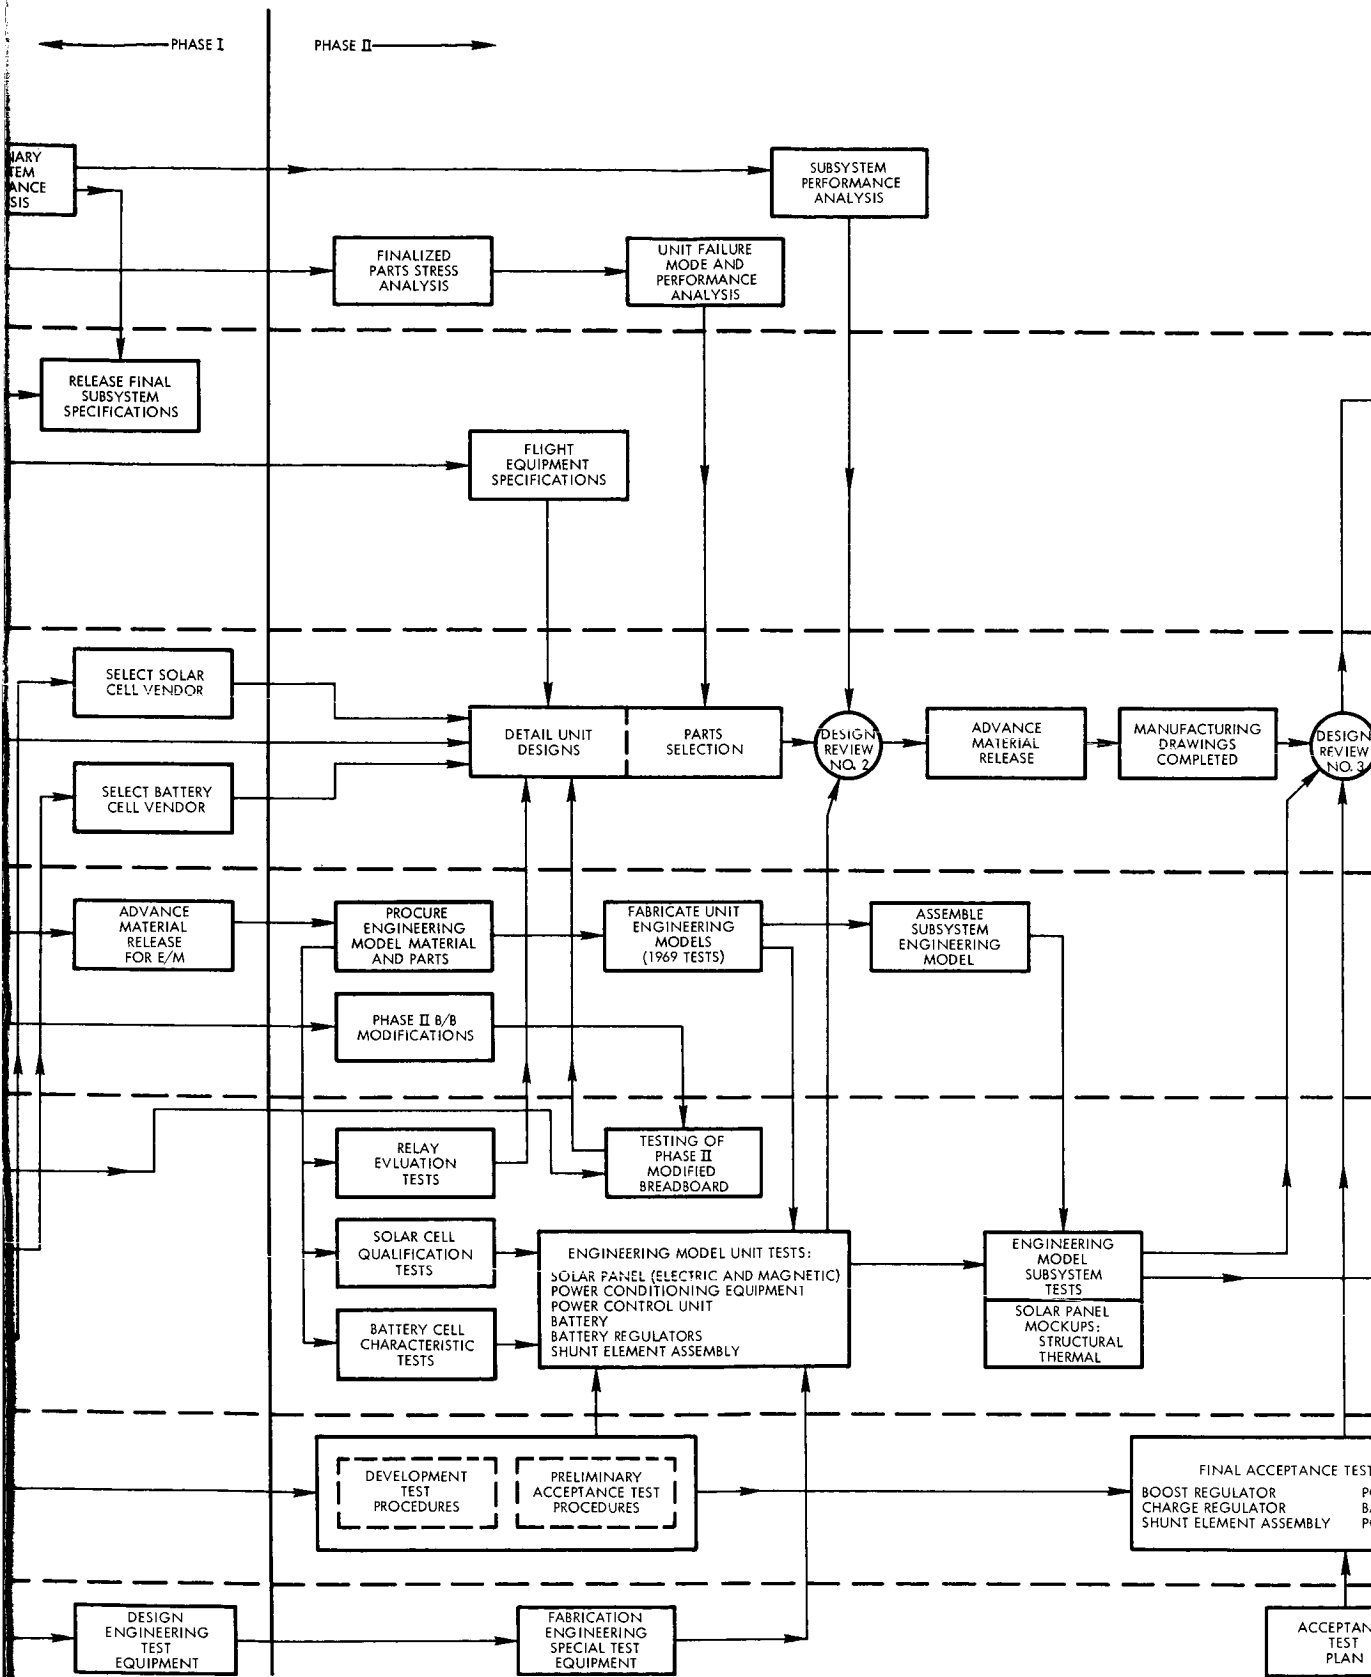 PHASE I
PHASE II
SUBSYSTEM
PERFORMANCE
ANALYSIS
FINALIZED
PARTS STRESS
ANALYSIS
UNIT FAILURE
MODE AND
PERFORMANCE
ANALYSIS
RELEASE FINAL
SUBSYSTEM
SPECIFICATIONS
FLIGHT
EQUIPMENT
SPECIFICATIONS
SELECT SOLAR
CELL VENDOR
DETAIL UNIT
DESIGNS
PARTS
SELECTION
DESIGN
REVIEW
NO. 2
ADVANCE
MATERIAL
RELEASE
MANUFACTURING
DRAWINGS
COMPLETED
DESIGN
REVIEW
NO. 3
SELECT BATTERY
CELL VENDOR
ADVANCE
MATERIAL
RELEASE
FOR E/M
PROCURE
ENGINEERING
MODEL MATERIAL
AND PARTS
FABRICATE UNIT
ENGINEERING
MODELS
(1969 TESTS)
ASSEMBLE
SUBSYSTEM
ENGINEERING
MODEL
PHASE II B/B
MODIFICATIONS
RELAY
EVLUATION
TESTS
TESTING OF
PHASE II
MODIFIED
BREADBOARD
SOLAR CELL
QUALIFICATION
TESTS
ENGINEERING MODEL UNIT TESTS:
SOLAR PANEL (ELECTRIC AND MAGNETIC)
POWER CONDITIONING EQUIPMENT
POWER CONTROL UNIT
BATTERY
BATTERY REGULATORS
SHUNT ELEMENT ASSEMBLY
ENGINEERING
MODEL
SUBSYSTEM
TESTS
SOLAR PANEL
MOCKUPS:
STRUCTURAL
THERMAL
BATTERY CELL
CHARACTERISTIC
TESTS
DEVELOPMENT
TEST
PROCEDURES
PRELIMINARY
ACCEPTANCE TEST
PROCEDURES
FINAL ACCEPTANCE TEST
BOOST REGULATOR
CHARGE REGULATOR
SHUNT ELEMENT ASSEMBLY
DESIGN
ENGINEERING
TEST
EQUIPMENT
FABRICATION
ENGINEERING
SPECIAL TEST
EQUIPMENT
TEST
PLAN